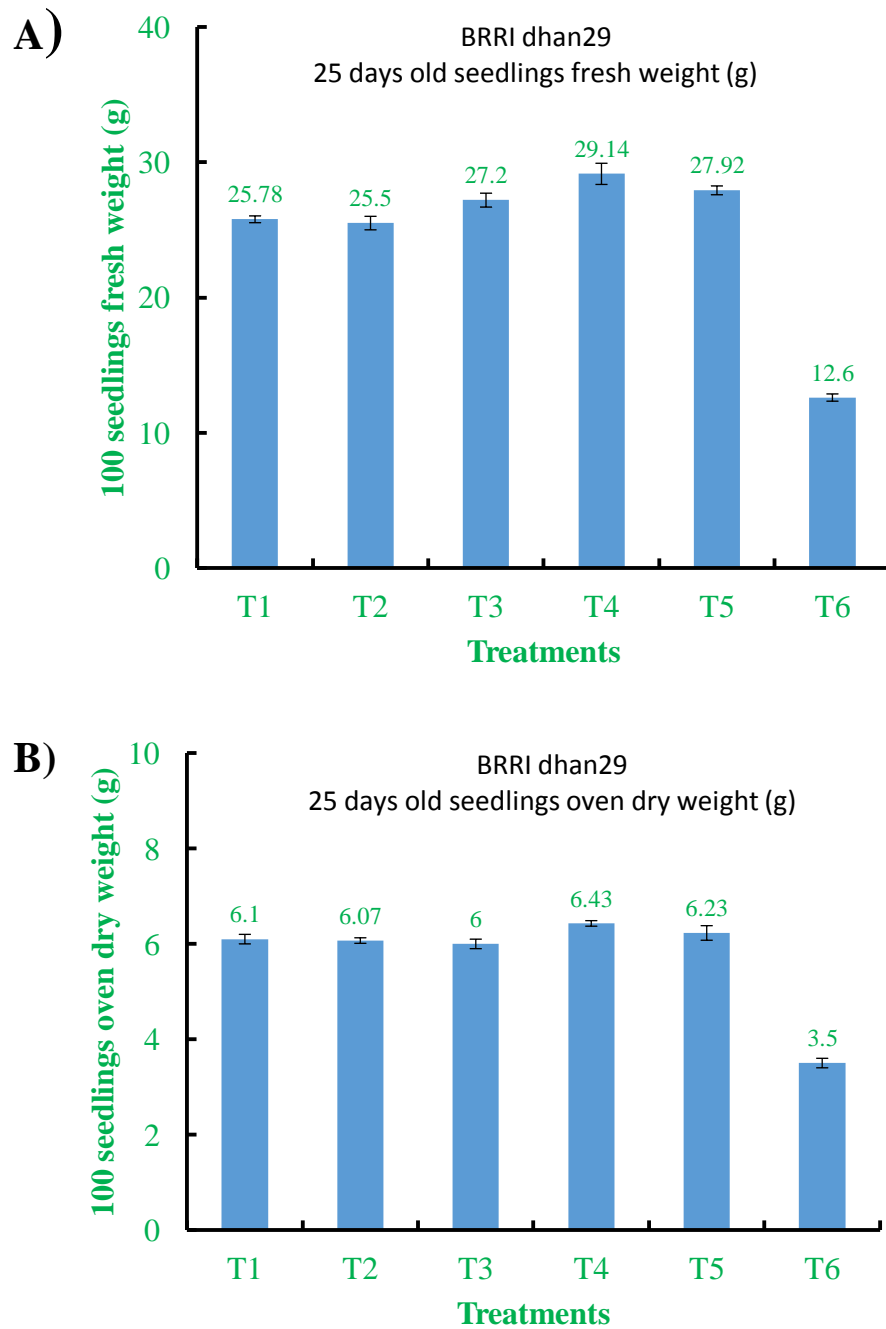 A)
BRRI dhan29
25 days old seedlings fresh weight (g)
100 seedlings fresh weight (g)
40
30
20
10
0
25.78
25.5
27.2
29.14
27.92
12.6
T1 T2 T3 T4 T5 T6
Treatments
B)
BRRI dhan29
25 days old seedlings oven dry weight (g)
100 seedlings oven dry weight (g)
10
8
6
4
2
0
6.1
6.07
6
6.43
6.23
3.5
T1 T2 T3 T4 T5 T6
Treatments